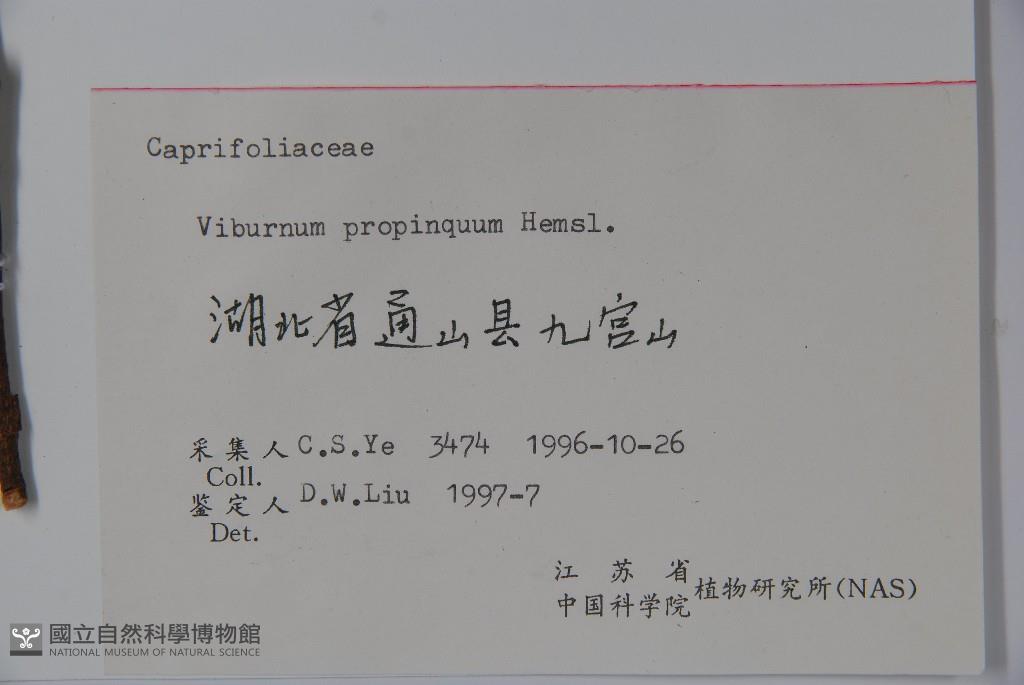 Caprifoliaceae
Viburnum propinquum Hemsl.
湖北省通山县九宫山
采集人 C.S.Ye 3474 1996-10-26
Coll.
鉴定人 D.W.Liu 1997-7
Det.
江苏省
中国科学院 植物研究所(NAS)
國立自然科學博物館
NATIONAL MUSEUM OF NATURAL SCIENCE